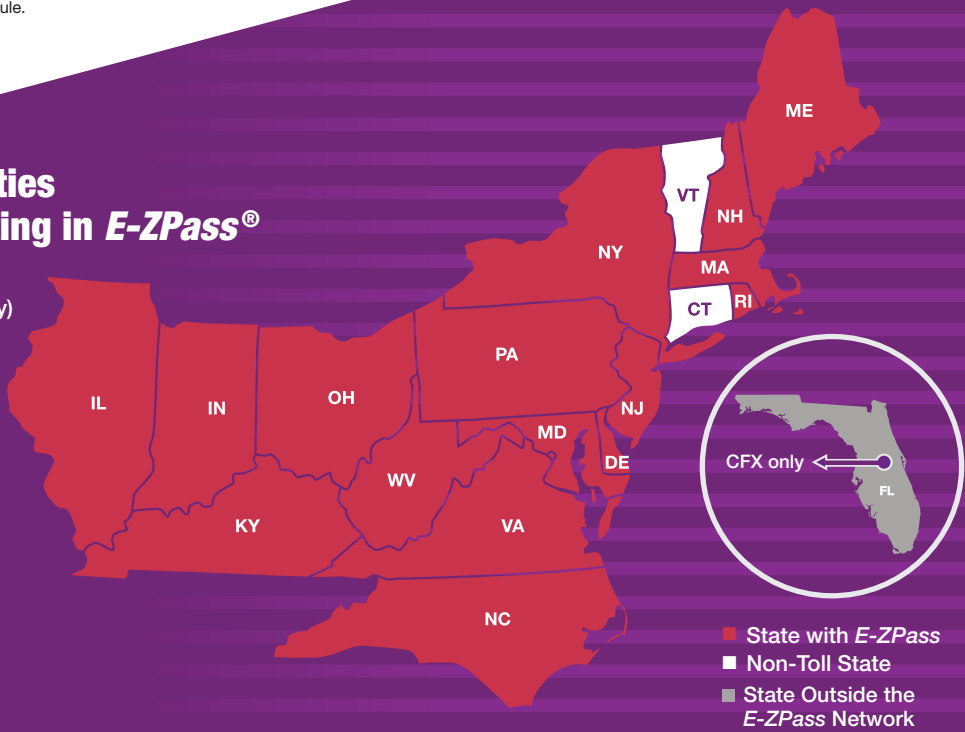 ule.
ties
ing in E-ZPass®
y)
ME
VT
NH
NY
MA
CT
RI
PA
NJ
OH
IL
IN
MD
DE
WV
KY
VA
NC
CFX only
FL
State with E-ZPass
Non-Toll State
State Outside the
E-ZPass Network